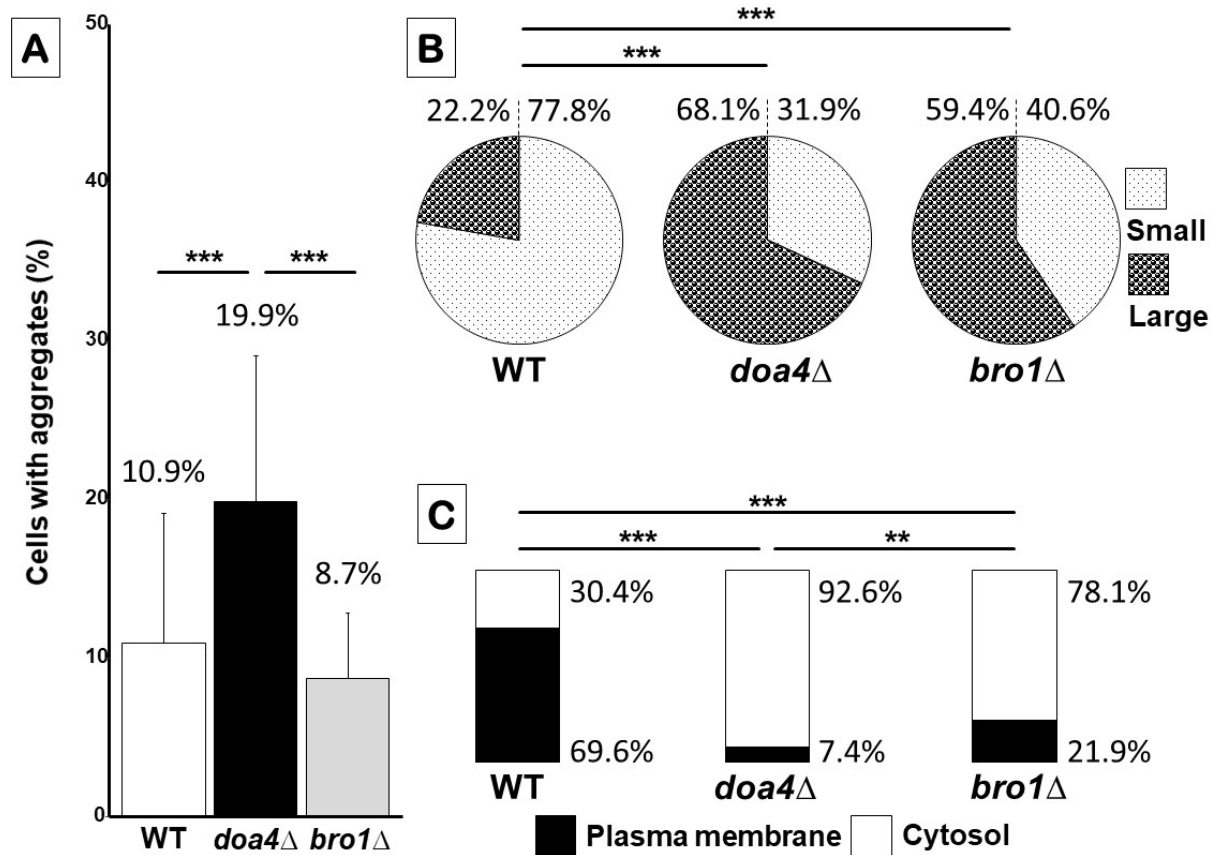 A
Cells with aggregates (%)
50
40
30
20
10
0
*** ***
10.9%
19.9%
8.7%
WT doa4Δ bro1Δ
B
***
***
22.2% 77.8% 68.1% 31.9% 59.4% 40.6%
Small
Large
WT doa4Δ bro1Δ
C
***
*** **
30.4% 92.6% 78.1%
69.6% 7.4% 21.9%
WT doa4Δ bro1Δ
Plasma membrane Cytosol